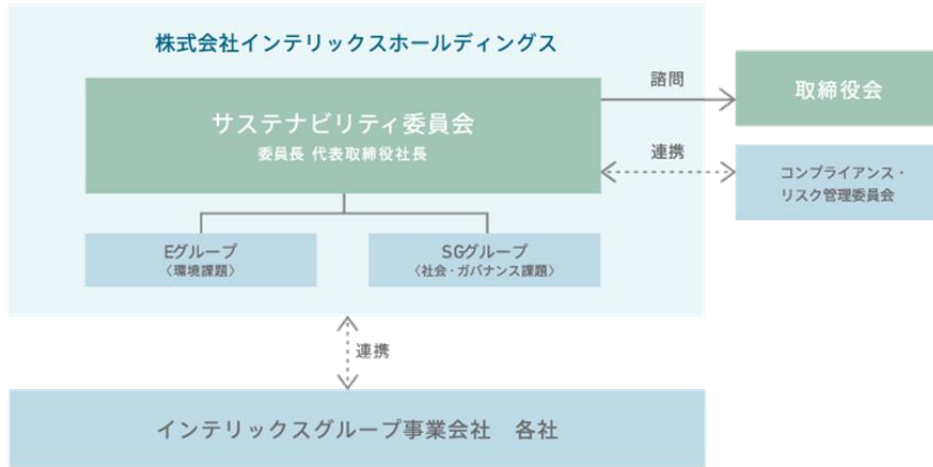 株式会社インテリックスホールディングス
サステナビリティ委員会
委員長 代表取締役社長
諮問
取締役会
連携
コンプライアンス・
リスク管理委員会
Eグループ
〈環境課題〉
SGグループ
〈社会・ガバナンス課題〉
連携
インテリックスグループ事業会社　各社